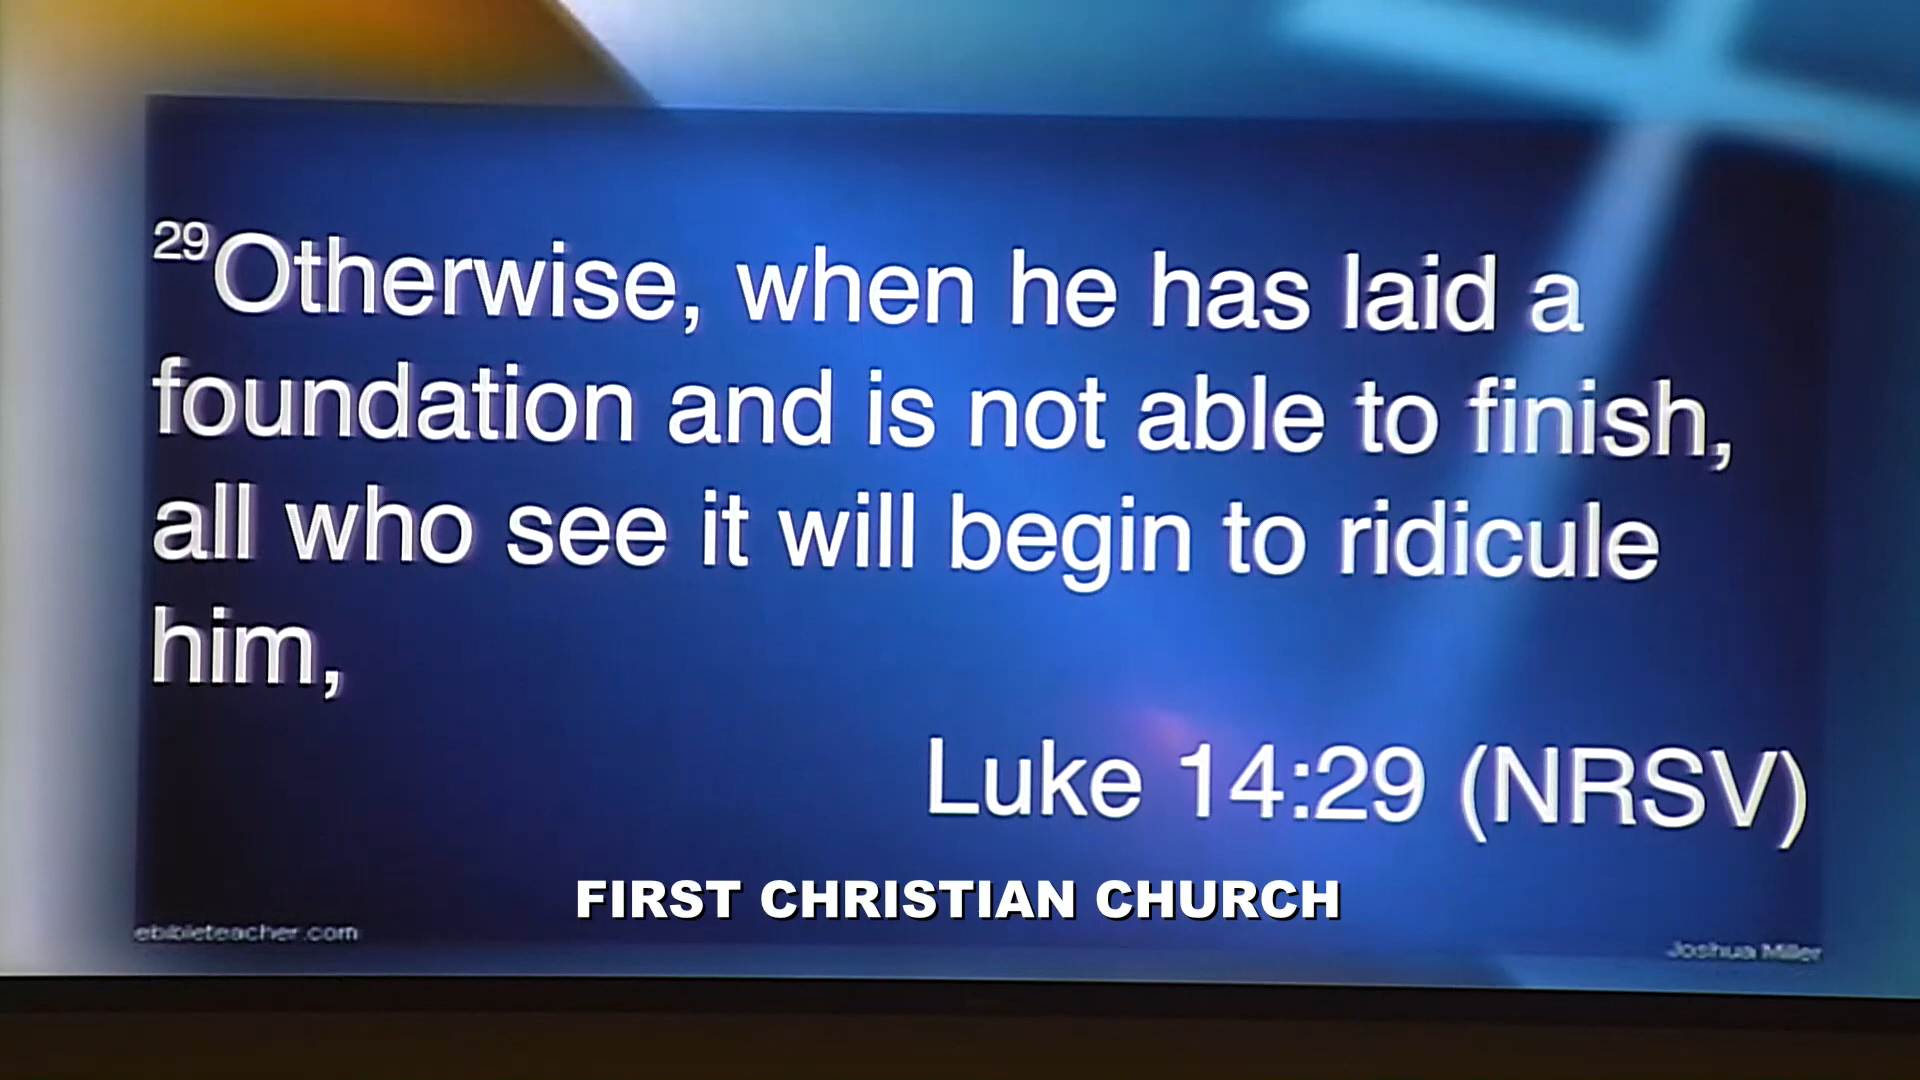 29Otherwise, when he has laid a
foundation and is not able to finish,
all who see it will begin to ridicule
him,
Luke 14:29 (NRSV)
FIRST CHRISTIAN CHURCH
ebibleteacher.com
Joshua Miller